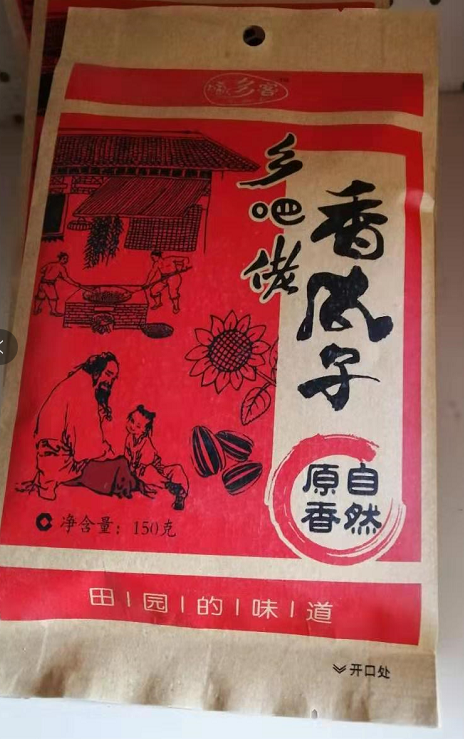 乡吧佬
香瓜子
自然
原香
净含量：150克
田|园|的|味|道
开口处